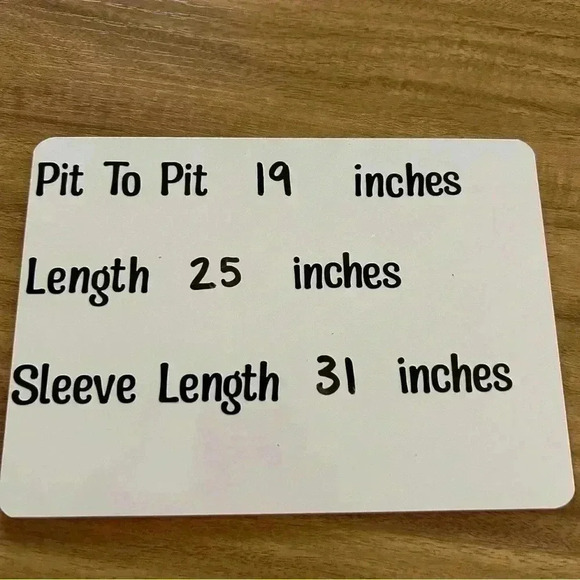 Pit To Pit 19 inches
Length 25 inches
Sleeve Length 31 inches